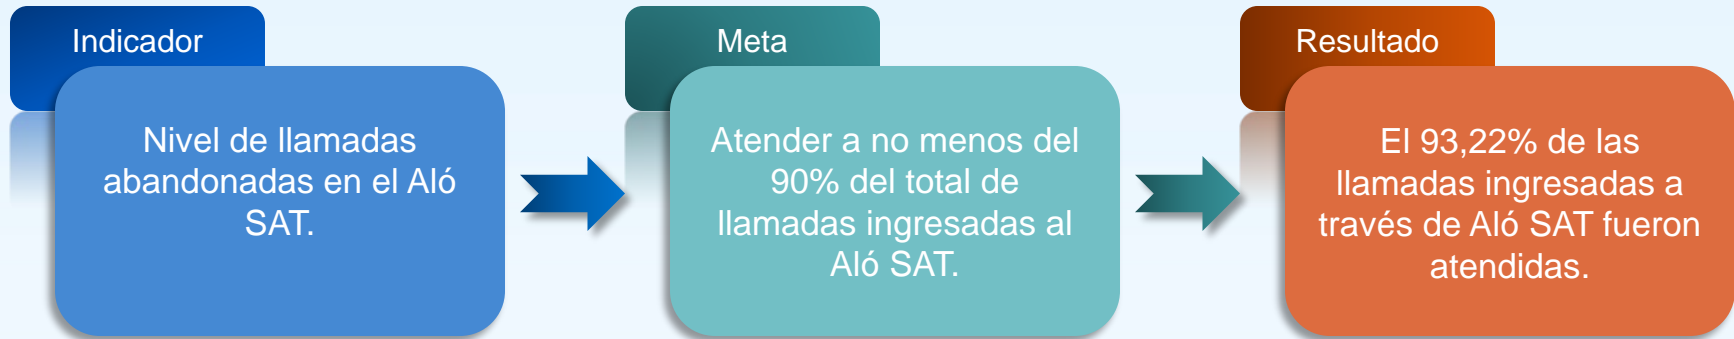 Indicador
Nivel de llamadas
abandonadas en el Aló
SAT.
Meta
Atender a no menos del
90% del total de
llamadas ingresadas al
Aló SAT.
Resultado
El 93,22% de las
llamadas ingresadas a
través de Aló SAT fueron
atendidas.